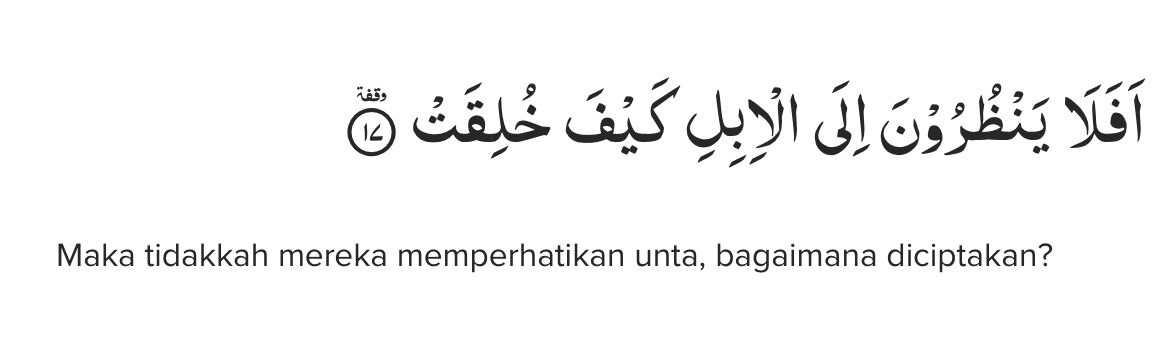 اَفَلَا يَنْظُرُوْنَ اِلَى الْاِبِلِ كَيْفَ خُلِقَتْ وقفة ١٧
Maka tidakkah mereka memperhatikan unta, bagaimana diciptakan?